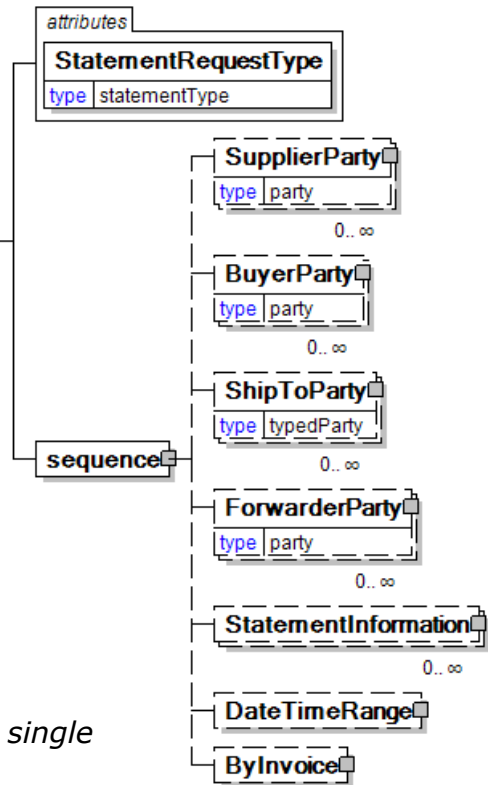 attributes
StatementRequestType
type statementType
SupplierParty
type party
0.. ∞
BuyerParty
type party
0.. ∞
ShipToParty
type typedParty
0.. ∞
sequence
ForwarderParty
type party
0.. ∞
StatementInformation
0.. ∞
DateTimeRange
single
ByInvoice